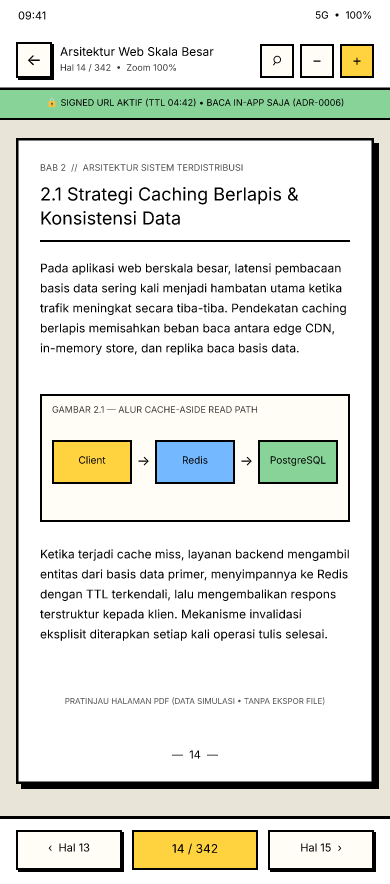 09:41
5G • 100%
← Arsitektur Web Skala Besar
Hal 14 / 342 • Zoom 100%
− +
🔒 SIGNED URL AKTIF (TTL 04:42) • BACA IN-APP SAJA (ADR-0006)
BAB 2 // ARSITEKTUR SISTEM TERDISTRIBUSI
2.1 Strategi Caching Berlapis &
Konsistensi Data
Pada aplikasi web berskala besar, latensi pembacaan
basis data sering kali menjadi hambatan utama ketika
trafik meningkat secara tiba-tiba. Pendekatan caching
berlapis memisahkan beban baca antara edge CDN,
in-memory store, dan replika baca basis data.
GAMBAR 2.1 — ALUR CACHE-ASIDE READ PATH
Client → Redis → PostgreSQL
Ketika terjadi cache miss, layanan backend mengambil
entitas dari basis data primer, menyimpannya ke Redis
dengan TTL terkendali, lalu mengembalikan respons
terstruktur kepada klien. Mekanisme invalidasi
eksplisit diterapkan setiap kali operasi tulis selesai.
PRATINJAU HALAMAN PDF (DATA SIMULASI • TANPA EKSPOR FILE)
— 14 —
‹ Hal 13
14 / 342
Hal 15 ›